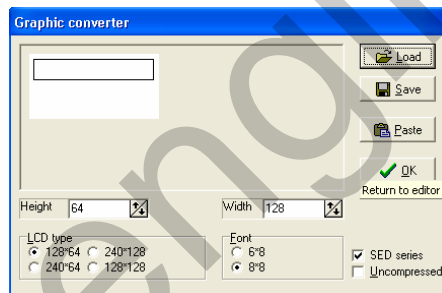 Graphic converter
Load
Save
Paste
OK
Return to editor
Height 64
Width 128
LCD type
128*64 240*128
240*64 128*128
Font
6*8
8*8
SED series
Uncompressed
engi